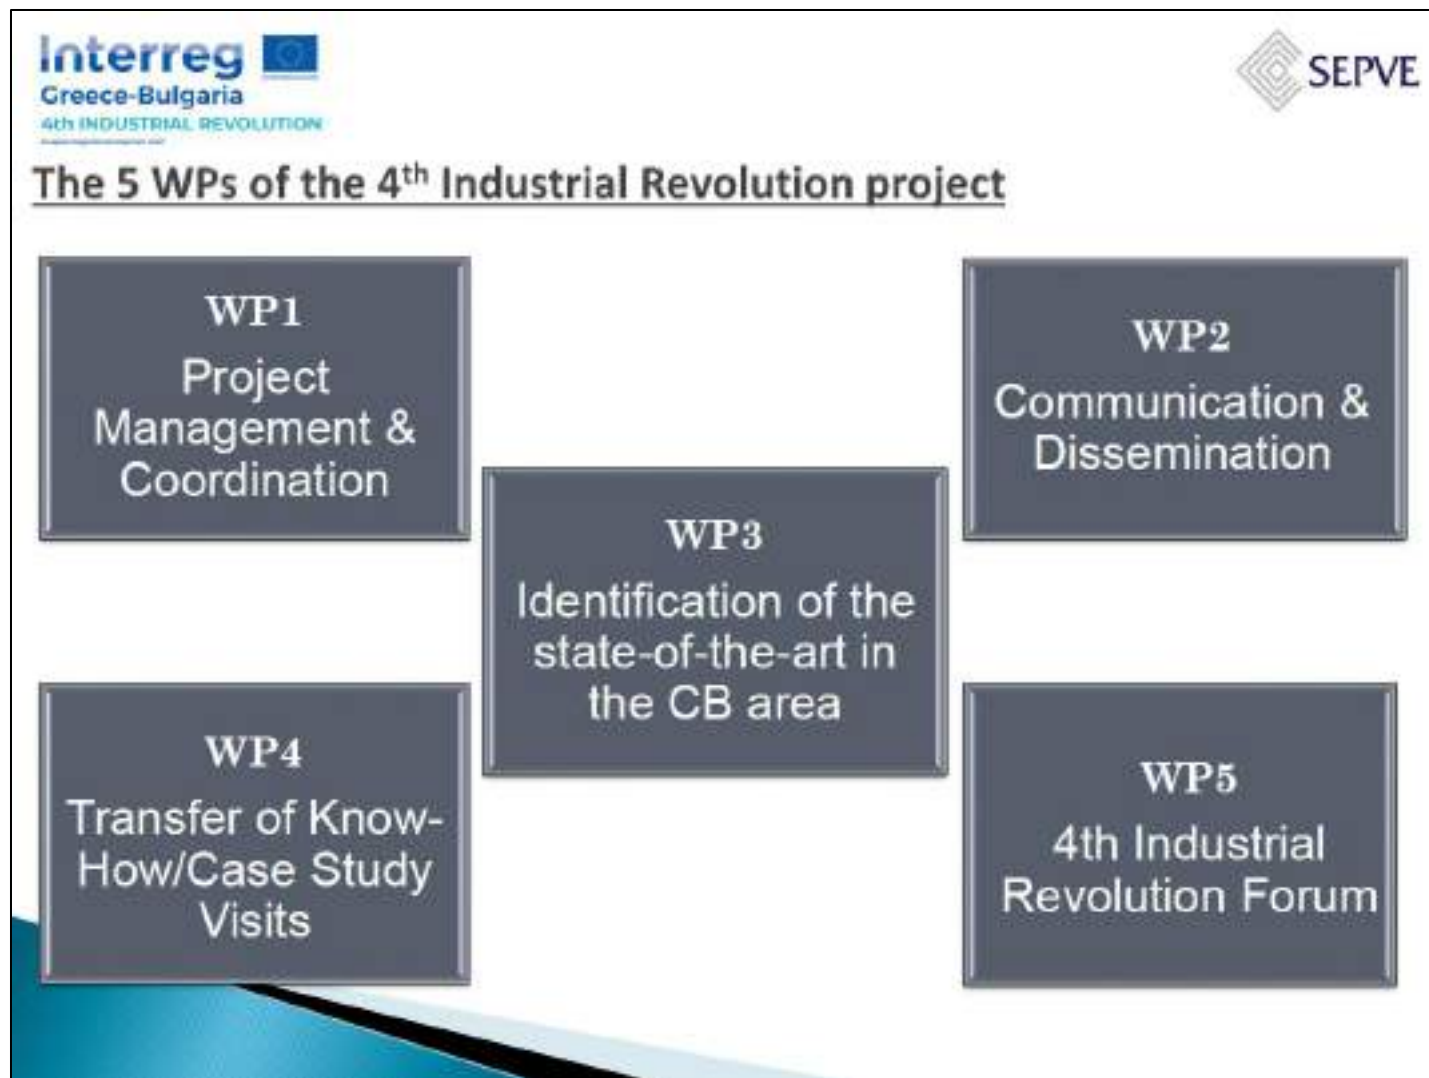 Interreg
Greece-Bulgaria
4th INDUSTRIAL REVOLUTION
SEPVE
The 5 WPs of the 4th Industrial Revolution project
WP1
Project
Management &
Coordination
WP2
Communication &
Dissemination
WP3
Identification of the
state-of-the-art in
the CB area
WP4
Transfer of Know-
How/Case Study
Visits
WP5
4th Industrial
Revolution Forum